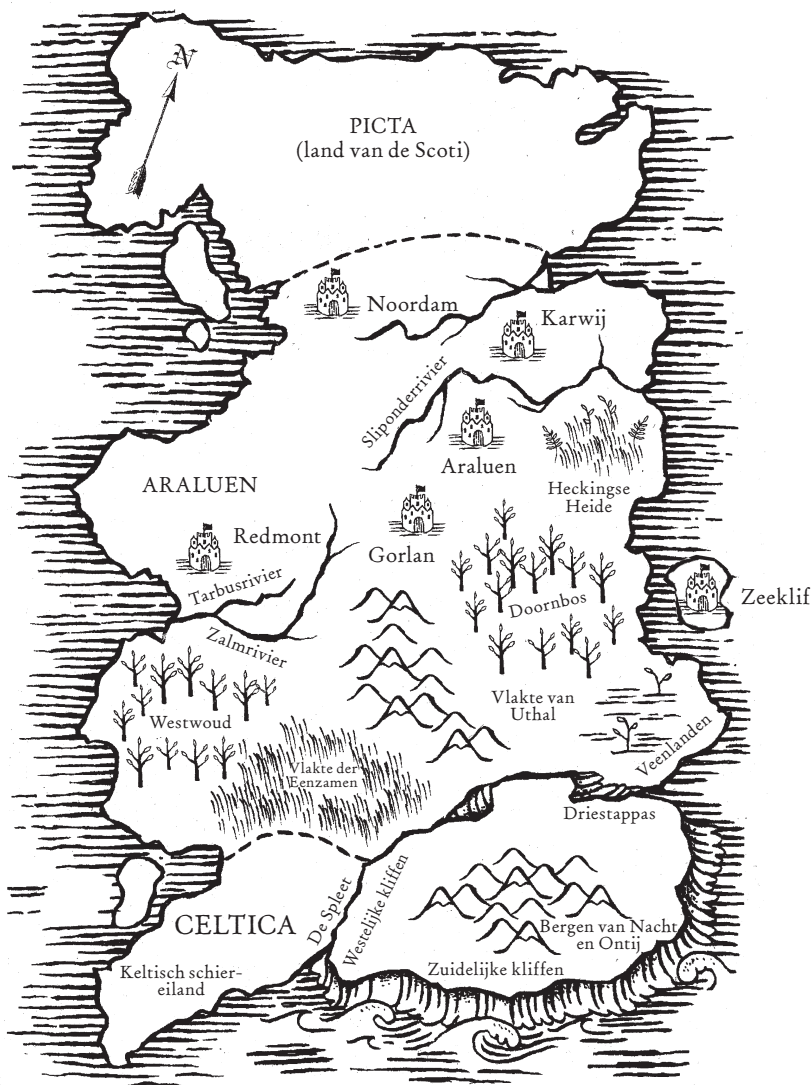 N
PICTA
(land van de Scoti)
Noordam
Karwij
Sliponderrivier
Araluen
ARALUEN
Heckingse
Heide
Redmont
Gorlan
Tarbusrivier
Doornbos
Zeeklif
Zalmrivier
Westwoud
Vlakte van
Uthal
Veenlanden
Vlakte der
Eenzamen
Driestappas
De Spleet
Westelijke kliffen
CELTICA
Bergen van Nacht
en Ontij
Keltisch schier-
eiland
Zuidelijke kliffen